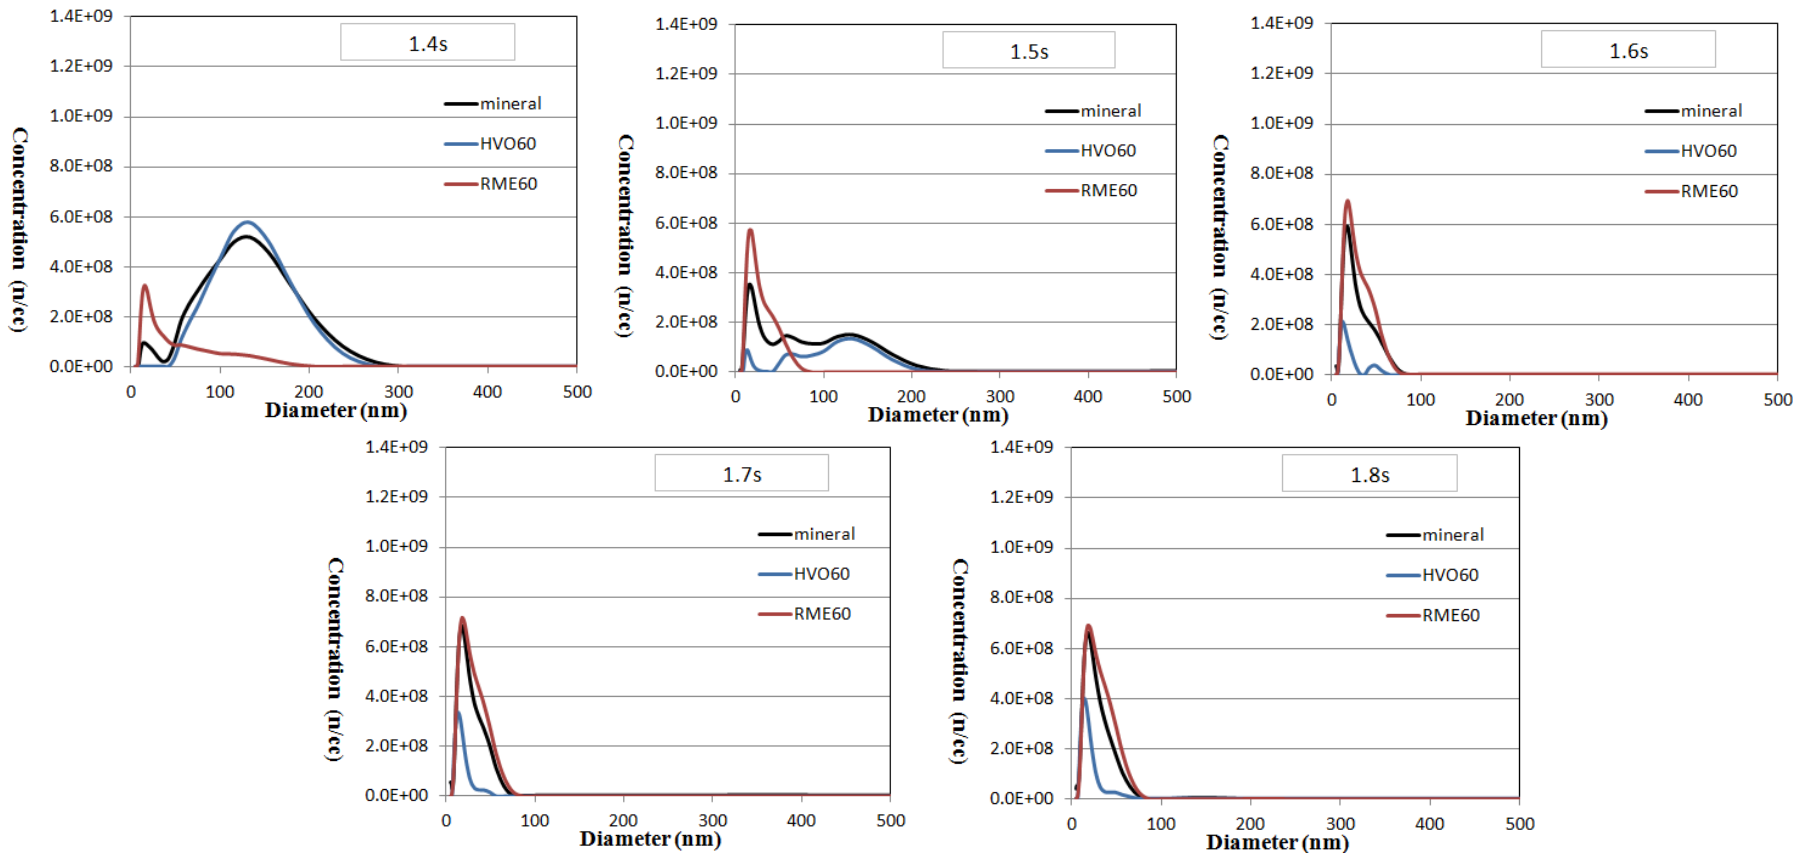 1.4s
1.4E+09
1.2E+09
1.0E+09
8.0E+08
6.0E+08
4.0E+08
2.0E+08
0.0E+00
Concentration (n/cc)
mineral
HVO60
RME60
0 100 200 300 400 500
Diameter (nm)
1.5s
1.4E+09
1.2E+09
1.0E+09
8.0E+08
6.0E+08
4.0E+08
2.0E+08
0.0E+00
Concentration (n/cc)
mineral
HVO60
RME60
0 100 200 300 400 500
Diameter (nm)
1.6s
1.4E+09
1.2E+09
1.0E+09
8.0E+08
6.0E+08
4.0E+08
2.0E+08
0.0E+00
Concentration (n/cc)
mineral
HVO60
RME60
0 100 200 300 400 500
Diameter (nm)
1.7s
1.4E+09
1.2E+09
1.0E+09
8.0E+08
6.0E+08
4.0E+08
2.0E+08
0.0E+00
Concentration (n/cc)
mineral
HVO60
RME60
0 100 200 300 400 500
Diameter (nm)
1.8s
1.4E+09
1.2E+09
1.0E+09
8.0E+08
6.0E+08
4.0E+08
2.0E+08
0.0E+00
Concentration (n/cc)
mineral
HVO60
RME60
0 100 200 300 400 500
Diameter (nm)